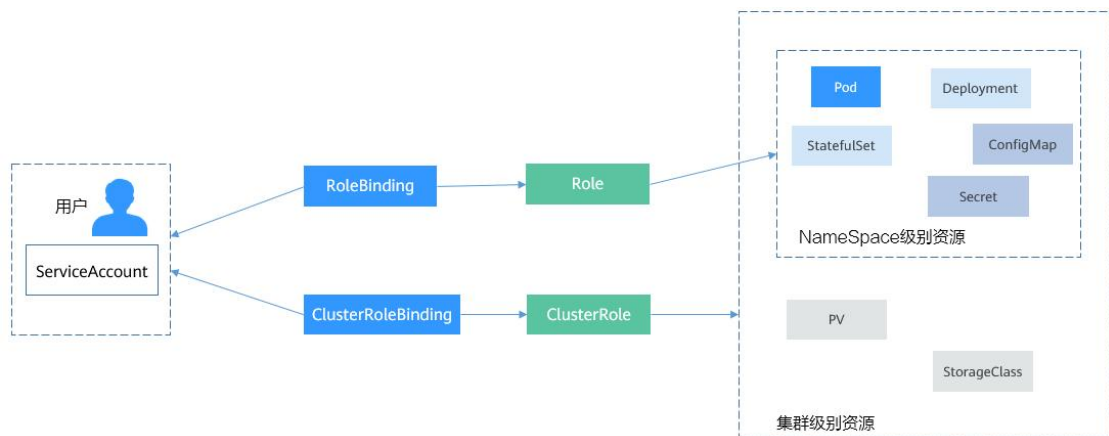 用户
ServiceAccount
RoleBinding
Role
ClusterRoleBinding
ClusterRole
Pod
Deployment
StatefulSet
ConfigMap
Secret
NameSpace级别资源
PV
StorageClass
集群级别资源